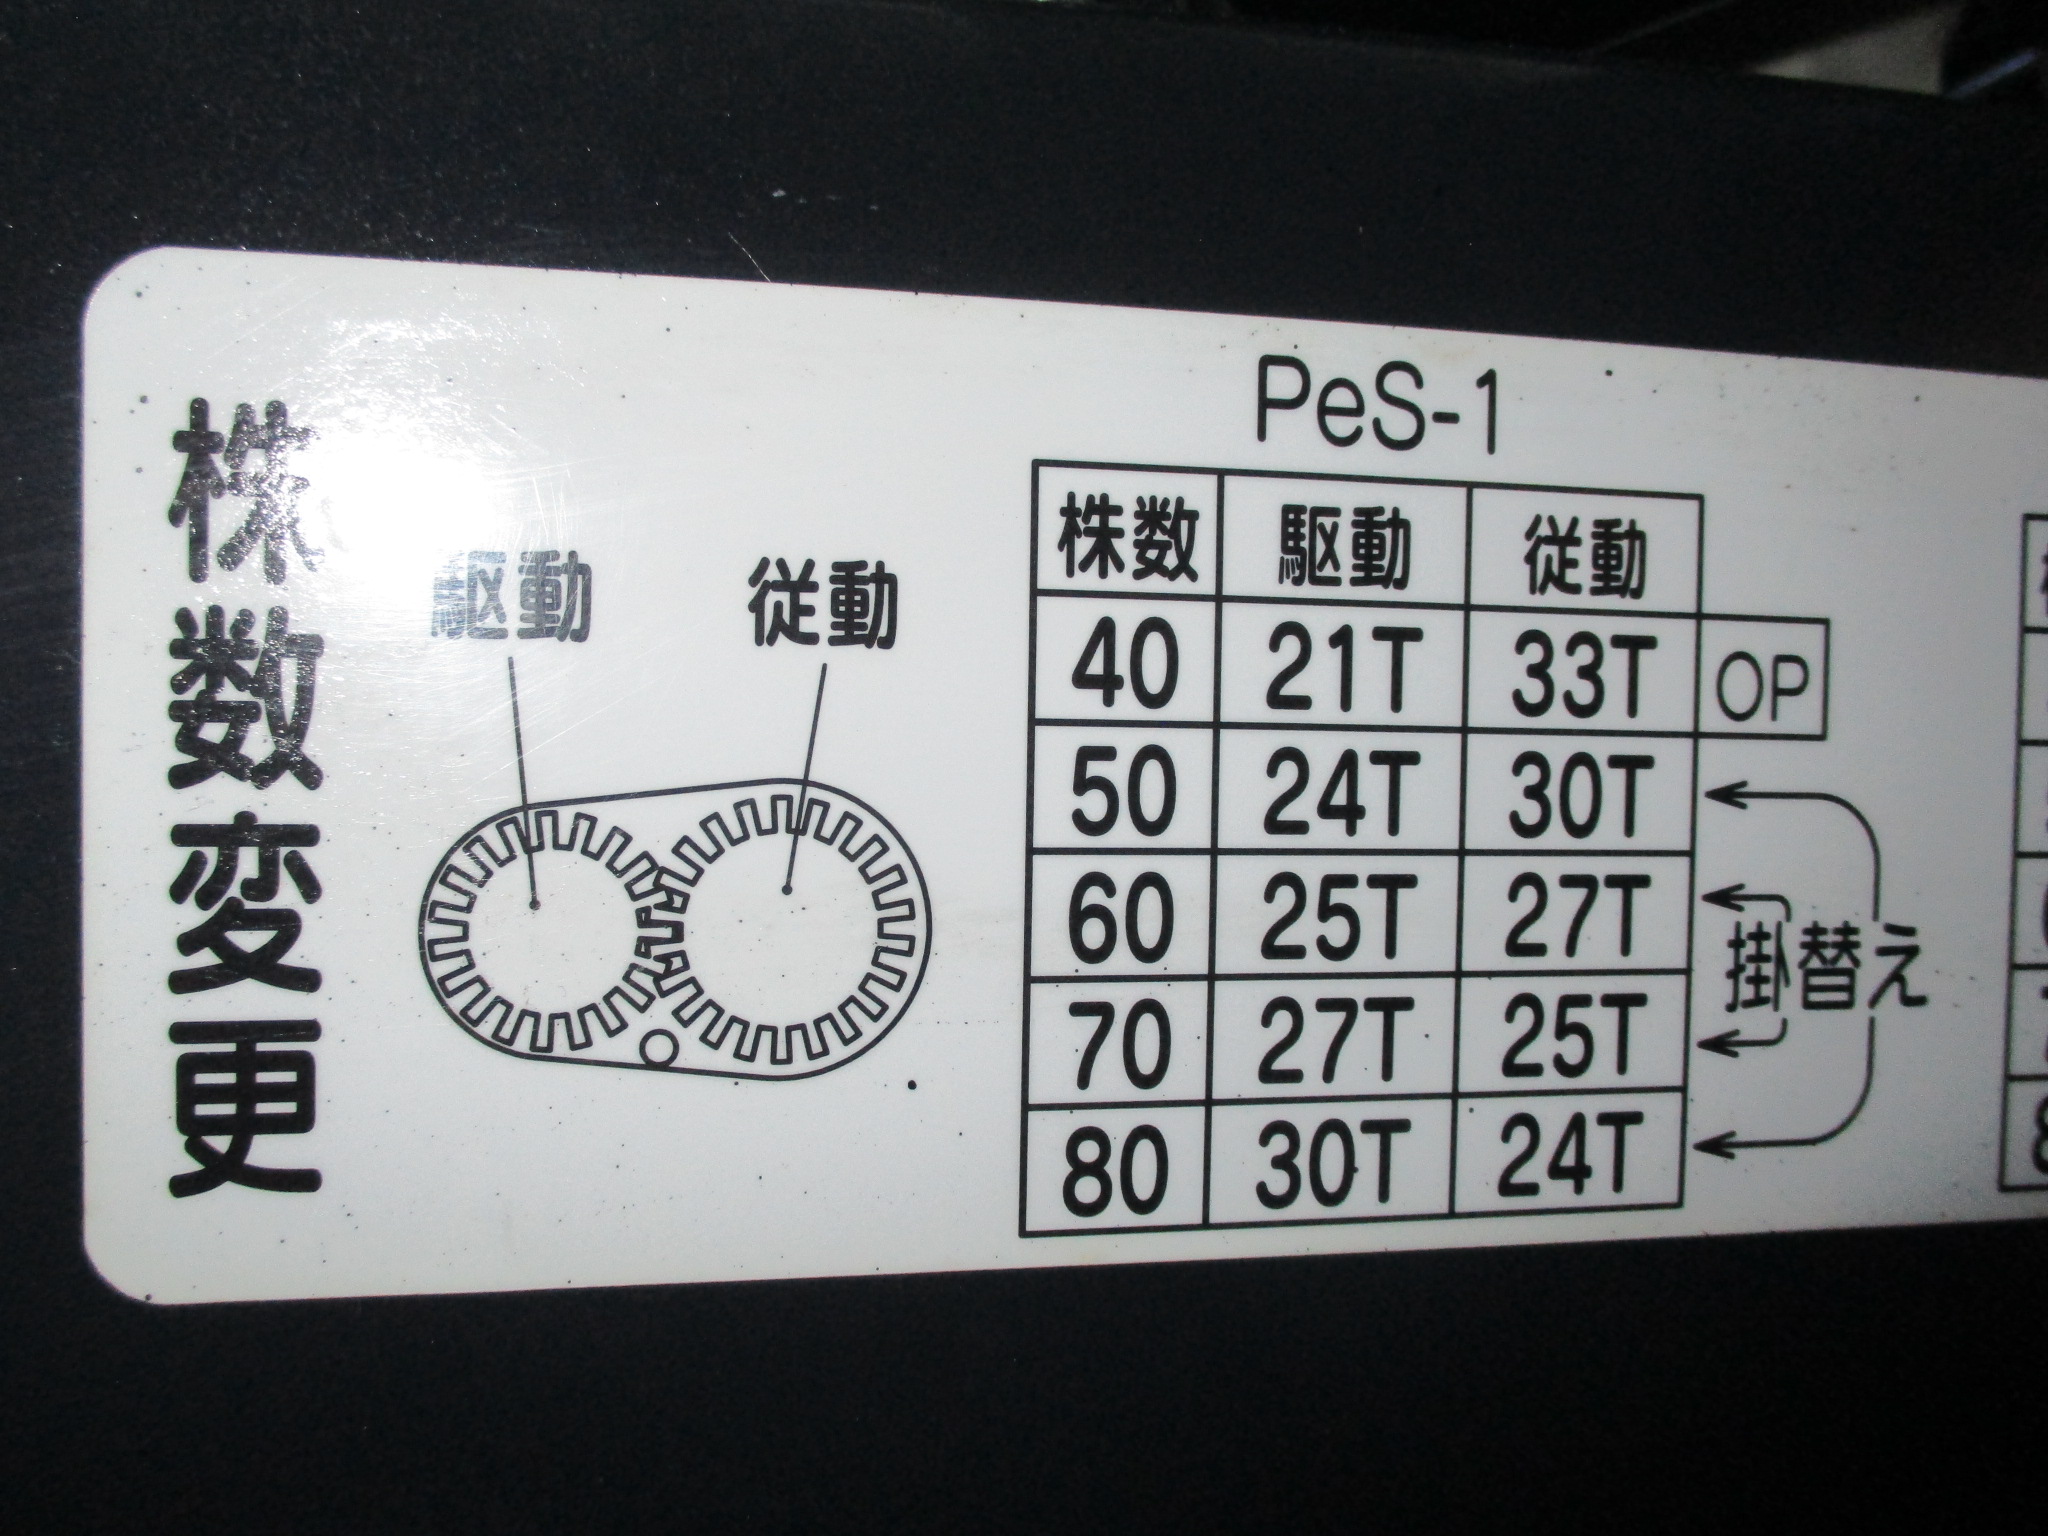 株数変更
駆動 従動
PeS-1
株数 駆動 従動
40 21T 33T OP
50 24T 30T
60 25T 27T
70 27T 25T
80 30T 24T
掛替え